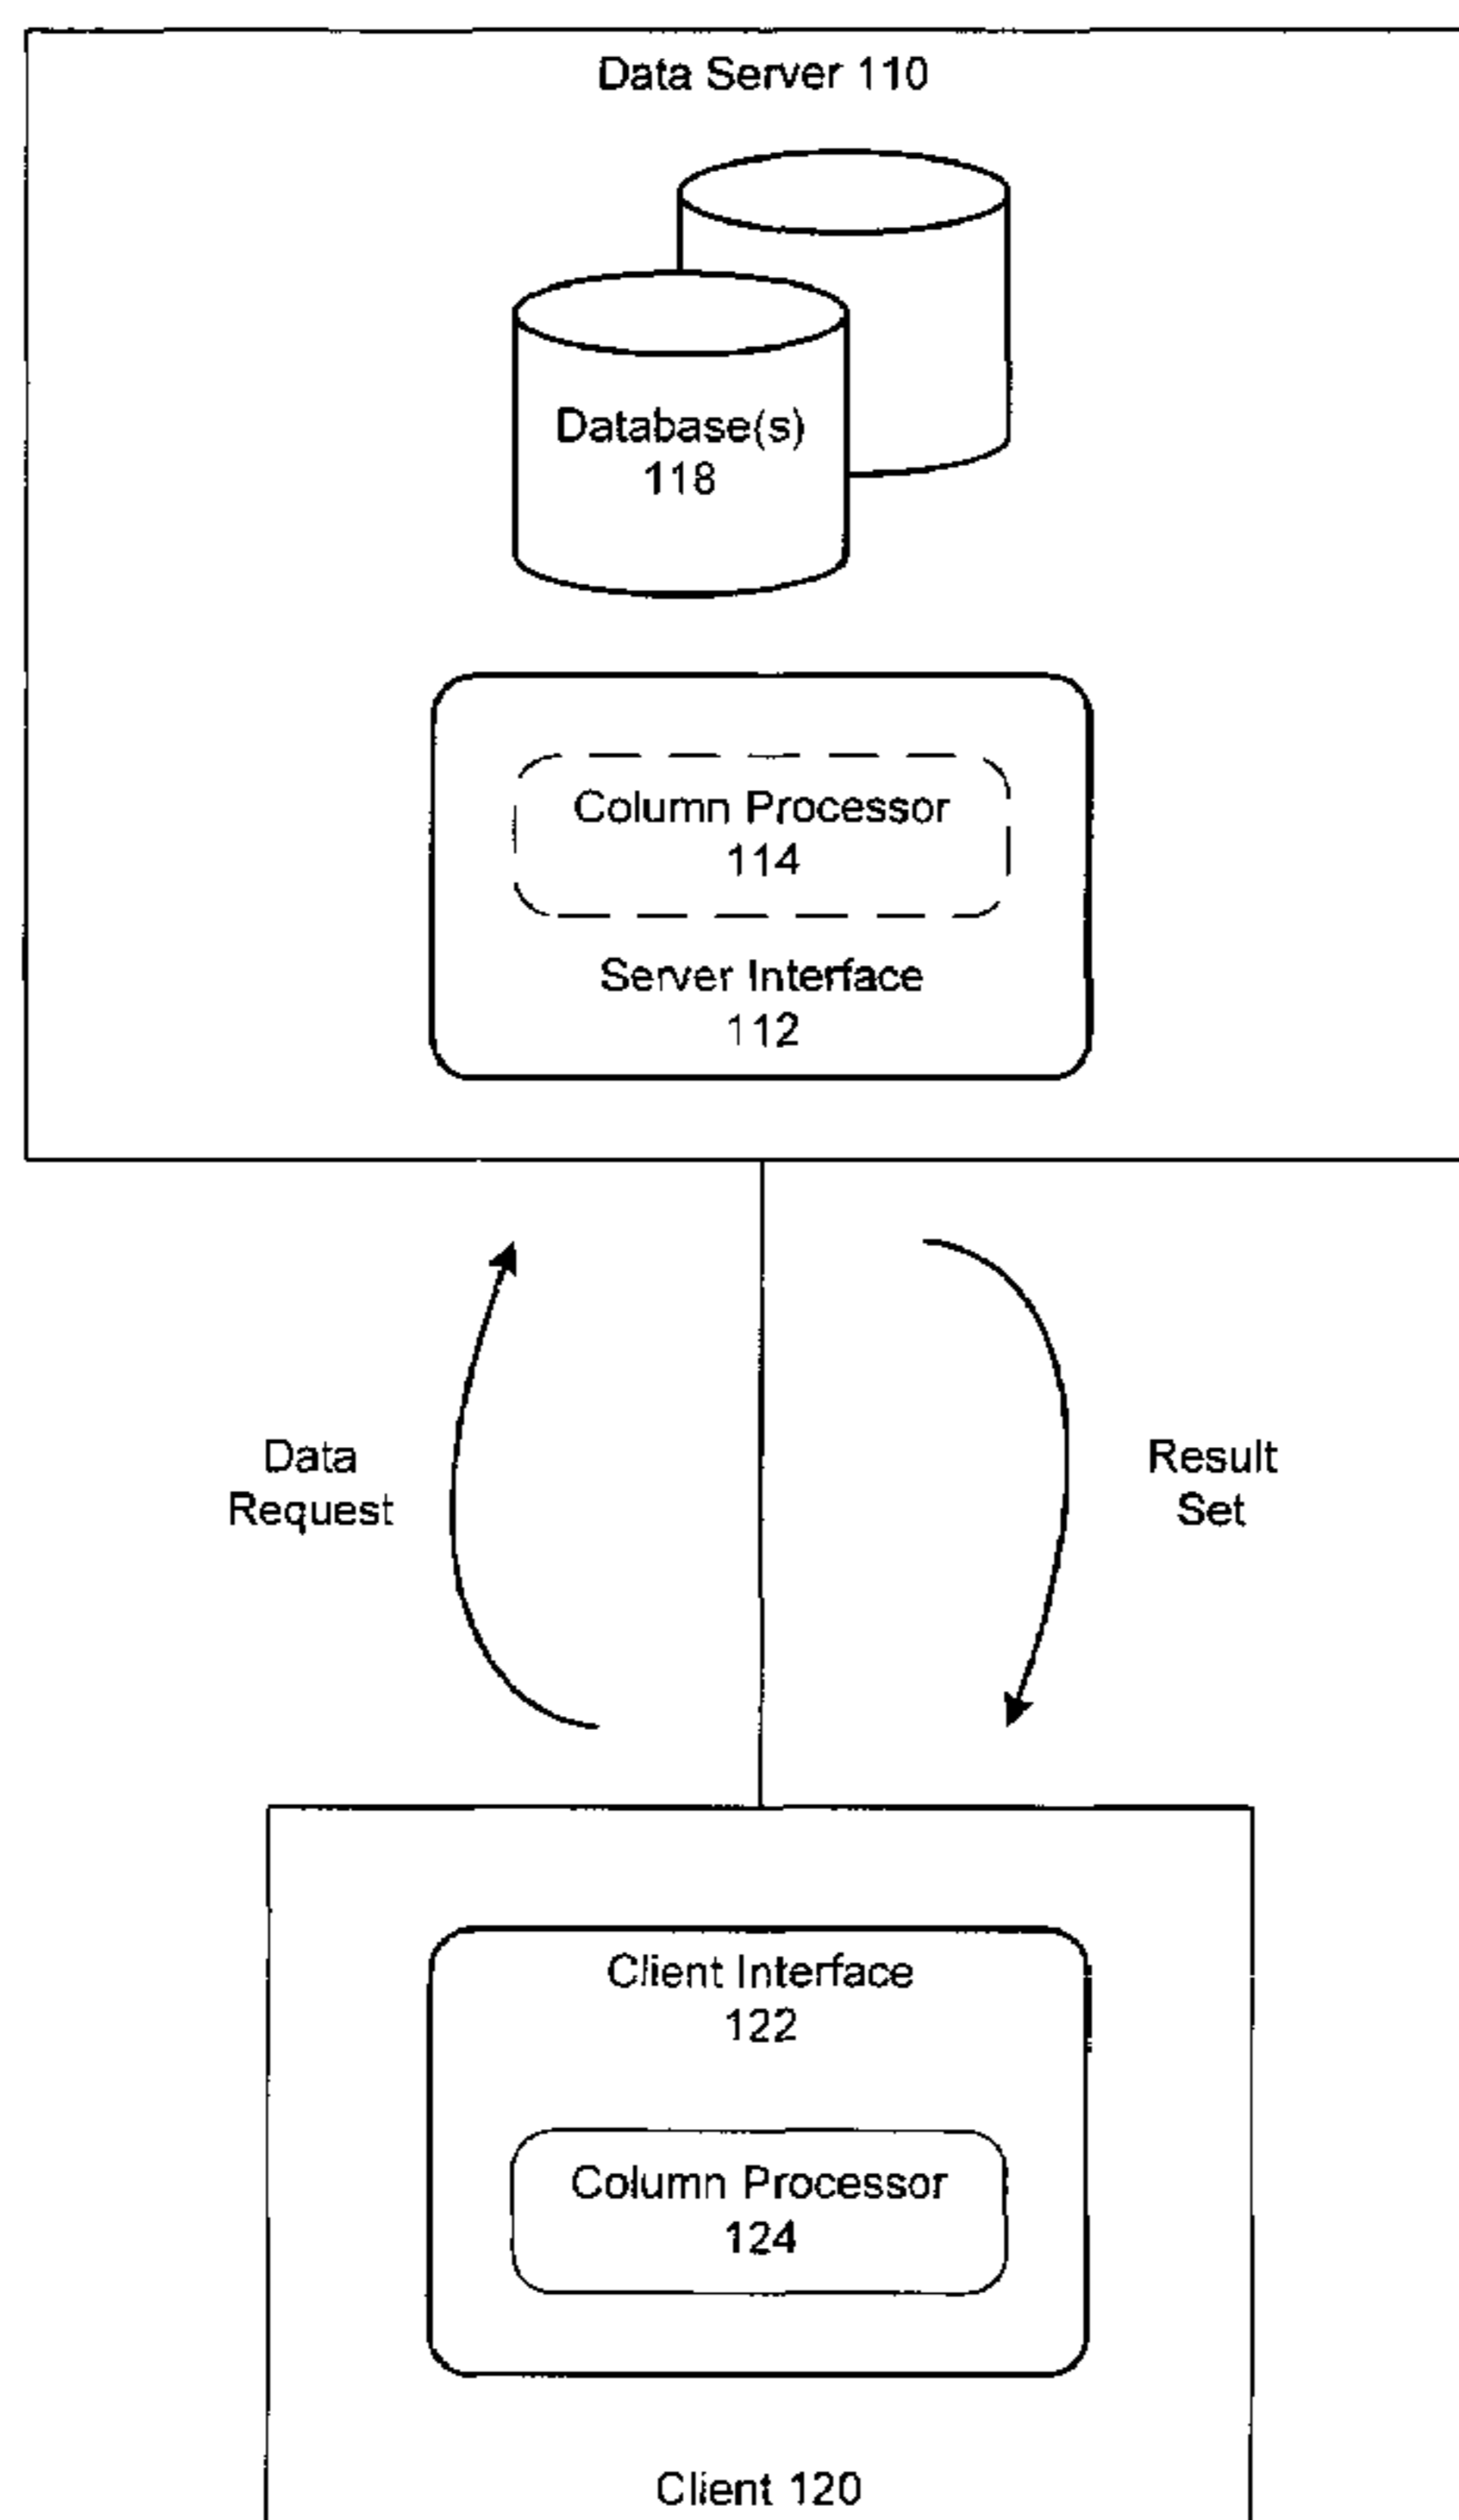 Data Server 110
Database(s)
118
Column Processor
114
Server Interface
112
Data
Request
Result
Set
Client Interface
122
Column Processor
124
Client 120